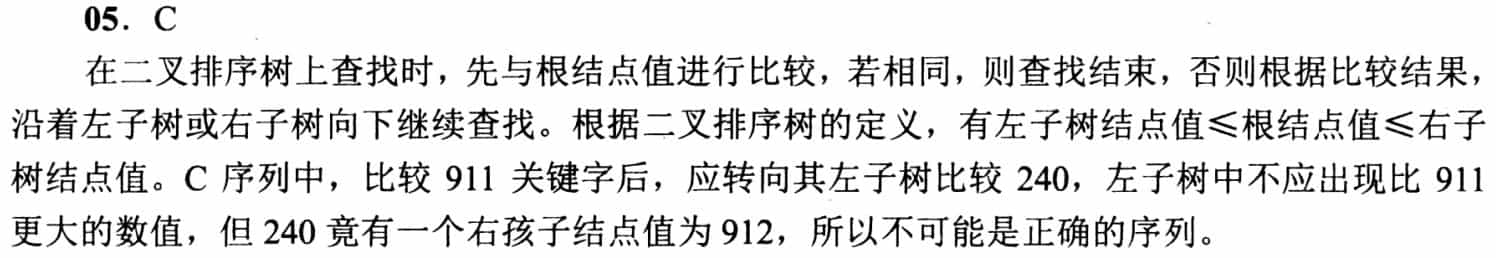 05. C
在二叉排序树上查找时，先与根结点值进行比较，若相同，则查找结束，否则根据比较结果，
沿着左子树或右子树向下继续查找。根据二叉排序树的定义，有左子树结点值≤根结点值≤右子
树结点值。C 序列中，比较 911 关键字后，应转向其左子树比较 240，左子树中不应出现比 911
更大的数值，但 240 竟有一个右孩子结点值为 912，所以不可能是正确的序列。